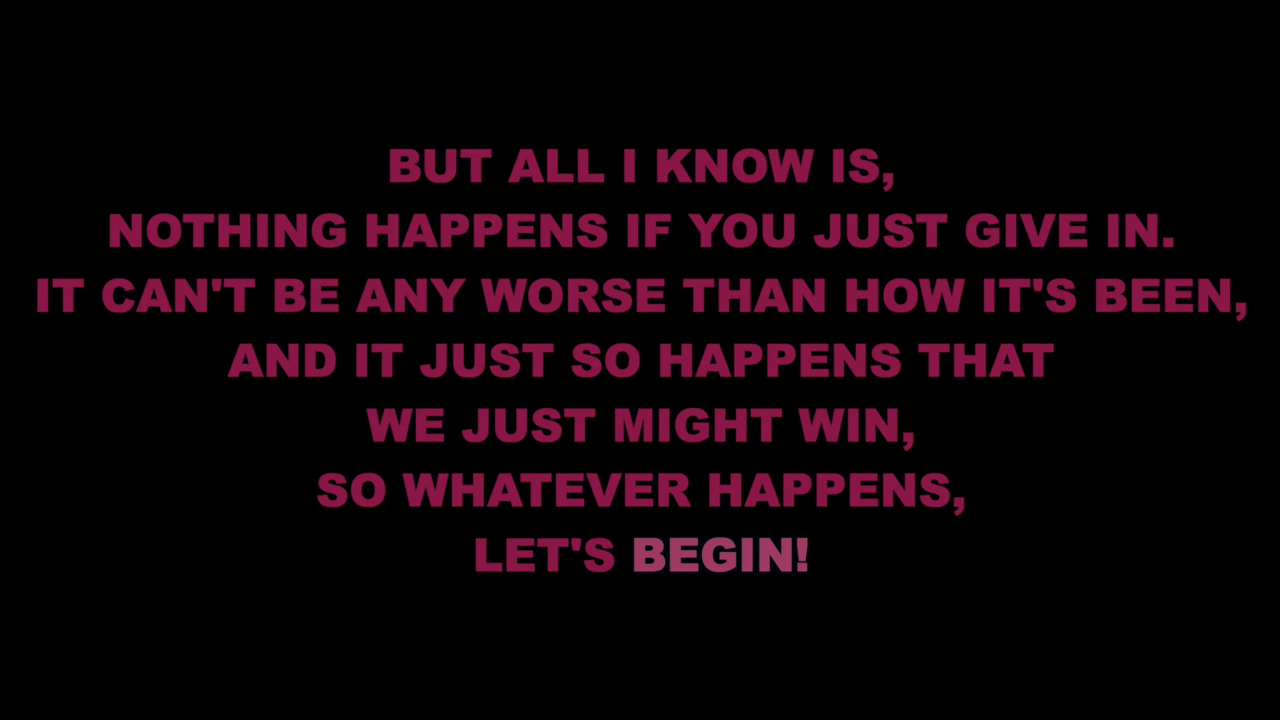 BUT ALL I KNOW IS,
NOTHING HAPPENS IF YOU JUST GIVE IN.
IT CAN'T BE ANY WORSE THAN HOW IT'S BEEN,
AND IT JUST SO HAPPENS THAT
WE JUST MIGHT WIN,
SO WHATEVER HAPPENS,
LET'S BEGIN!